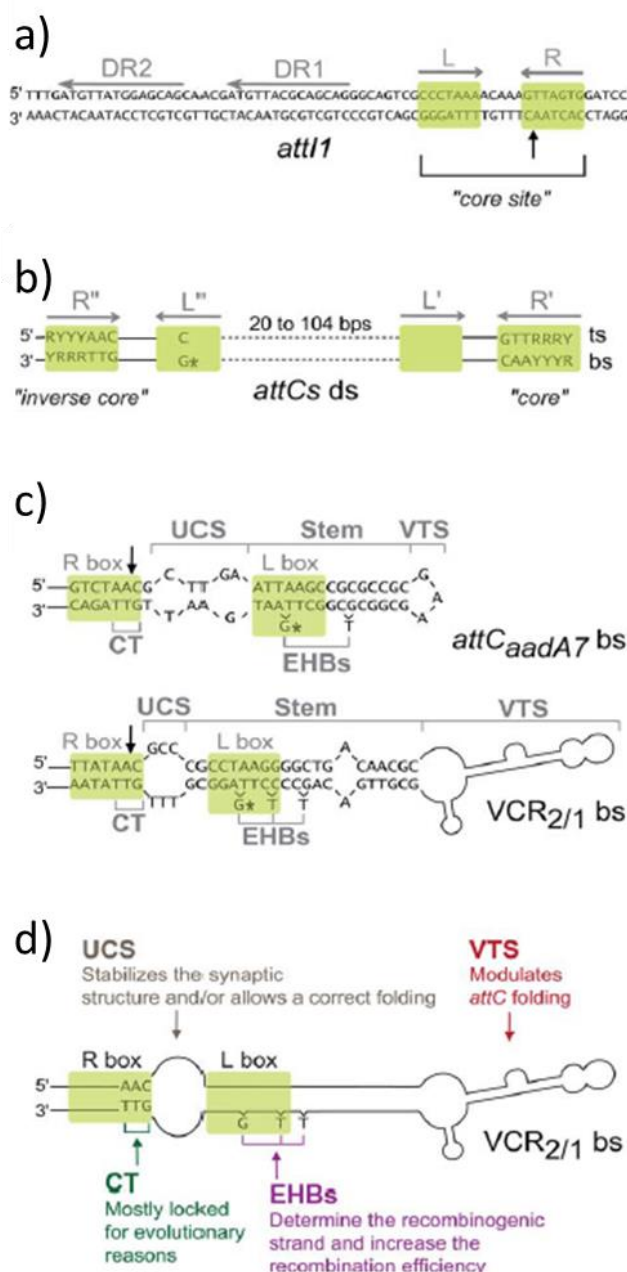 a)
DR2 DR1 L R
5' TTTGATGTTATGGAGCAGCAACGATGTTACGCAGCAGGGCAGTCGCCCTAAAACAAAGTTAGTGGATCC
3' AAACTACAATACCTCGTCGTTGCTACAATGCGTCGTCCCGTCAGCGGGATTTTGTTTCAATCACCTAGG
attI1
"core site"
b)
R" L" L' R'
20 to 104 bps
5'- RYYYAAC C GTTRRRY ts
3'- YRRRTTG G* CAAYYYR bs
"inverse core" attCs ds "core"
c)
UCS Stem VTS
R box L box
5' GTCTAACG C TT GA ATTAAGCCGCGCCGC G A
3' CAGATTGT T AA G TAATTCGGCGCGGCG A A
G* T
CT EHBs attCaadA7 bs
UCS Stem VTS
R box L box
5' TTATAAC GCC CGCCTAAGGGGCTG A CAACGC
3' AATATTG TTT GCGGATTCCCCGAC A GTTGCG
G* T T
CT EHBs VCR2/1 bs
d)
UCS VTS
Stabilizes the synaptic Modulates
structure and/or allows a correct folding attC folding
R box L box
5' AAC
3' TTG G T T
VCR2/1 bs
CT EHBs
Mostly locked Determine the recombinogenic
for evolutionary strand and increase the
reasons recombination efficiency